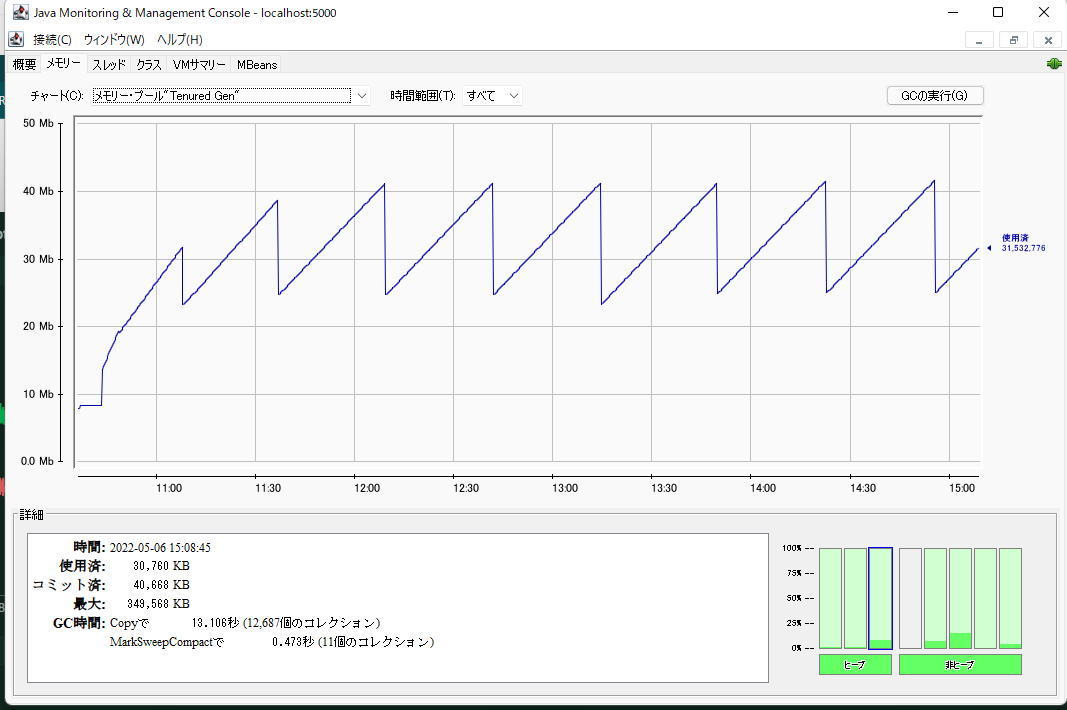 Java Monitoring & Management Console - localhost:5000
接続(C) ウィンドウ(W) ヘルプ(H)
概要 メモリー スレッド クラス VMサマリー MBeans
チャート(C): メモリー・プール"Tenured Gen" 時間範囲(T): すべて GCの実行(G)
50 Mb
40 Mb
30 Mb
20 Mb
10 Mb
0.0 Mb
使用済
31,532,776
11:00 11:30 12:00 12:30 13:00 13:30 14:00 14:30 15:00
詳細
時間: 2022-05-06 15:08:45
使用済: 30,760 KB
コミット済: 40,668 KB
最大: 349,568 KB
GC時間: Copyで 13.106秒 (12,687個のコレクション)
MarkSweepCompactで 0.473秒 (11個のコレクション)
100% --
75% --
50% --
25% --
0% --
ヒープ 非ヒープ